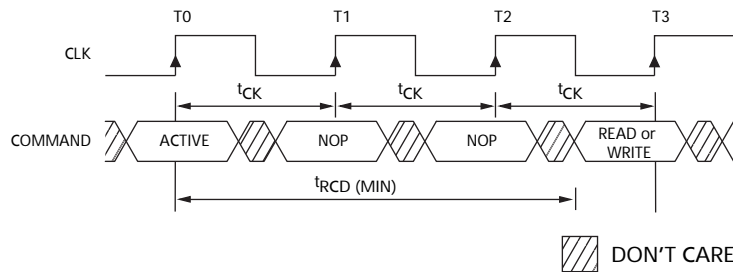 T0 T1 T2 T3
CLK
tCK tCK tCK
COMMAND ACTIVE NOP NOP READ or
WRITE
tRCD (MIN)
DON'T CARE